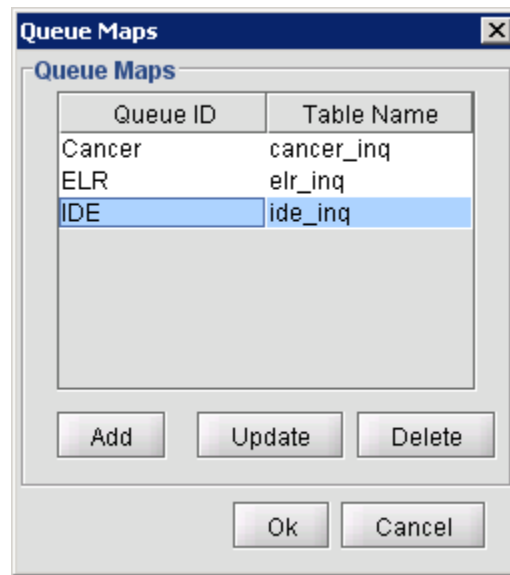 Queue Maps
Queue Maps
Queue ID Table Name
Cancer cancer_inq
ELR elr_inq
IDE ide_inq
Add Update Delete
Ok Cancel